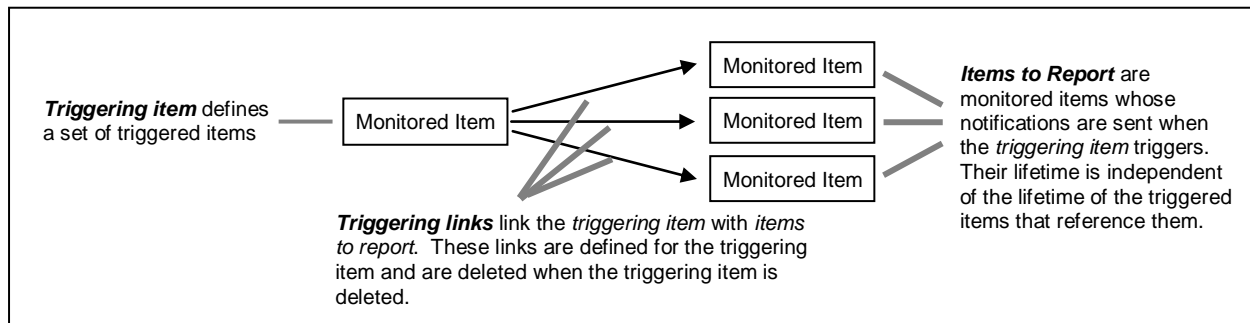 Triggering item defines
a set of triggered items
Monitored Item
Monitored Item
Monitored Item
Monitored Item
Items to Report are
monitored items whose
notifications are sent when
the triggering item triggers.
Their lifetime is independent
of the lifetime of the triggered
items that reference them.
Triggering links link the triggering item with items
to report. These links are defined for the triggering
item and are deleted when the triggering item is
deleted.